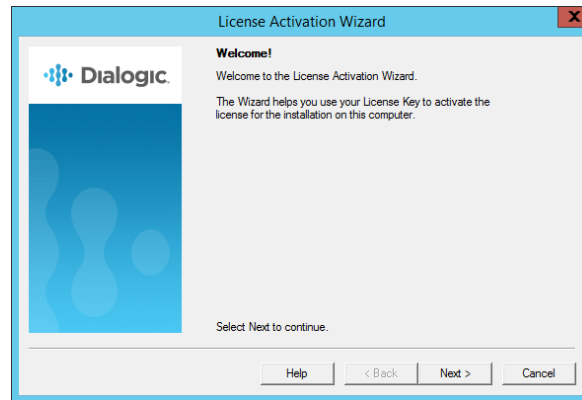 License Activation Wizard
X
Dialogic.
Welcome!
Welcome to the License Activation Wizard.
The Wizard helps you use your License Key to activate the
license for the installation on this computer.
Select Next to continue.
Help
< Back
Next >
Cancel